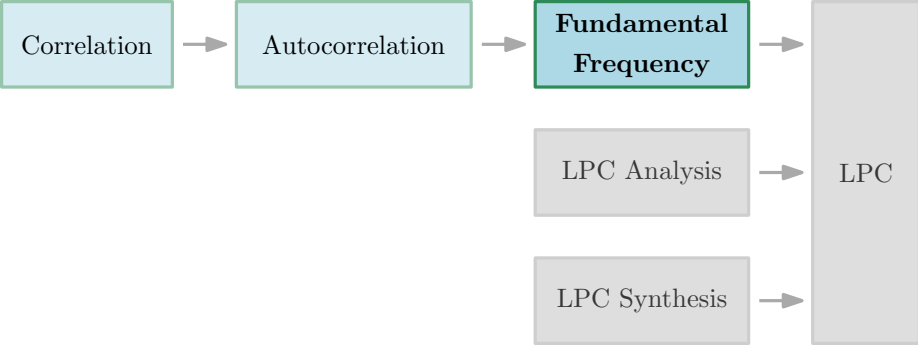 Correlation
Autocorrelation
Fundamental
Frequency
LPC Analysis
LPC
LPC Synthesis